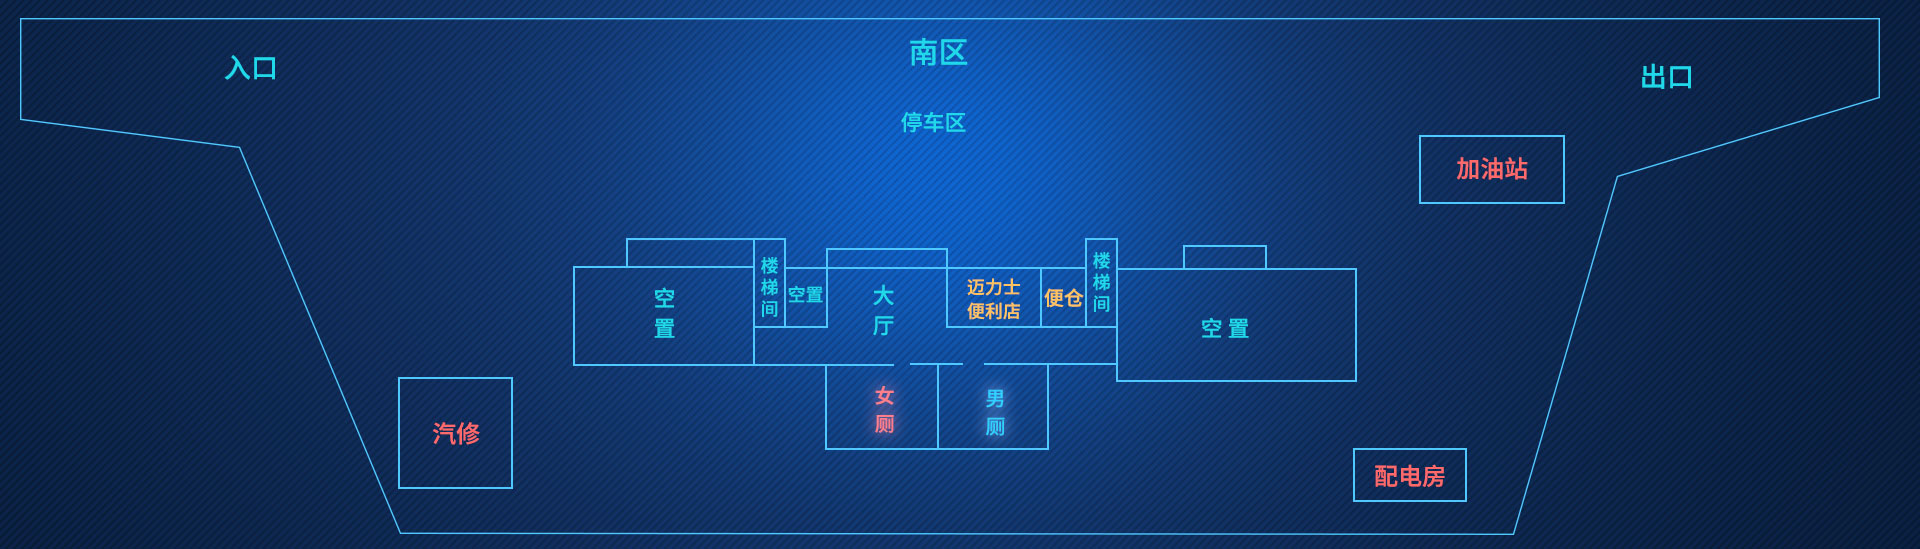 南区
入口
出口
停车区
加油站
空置
楼梯间
空置
大厅
迈力士
便利店
便仓
楼梯间
空置
女厕
男厕
汽修
配电房